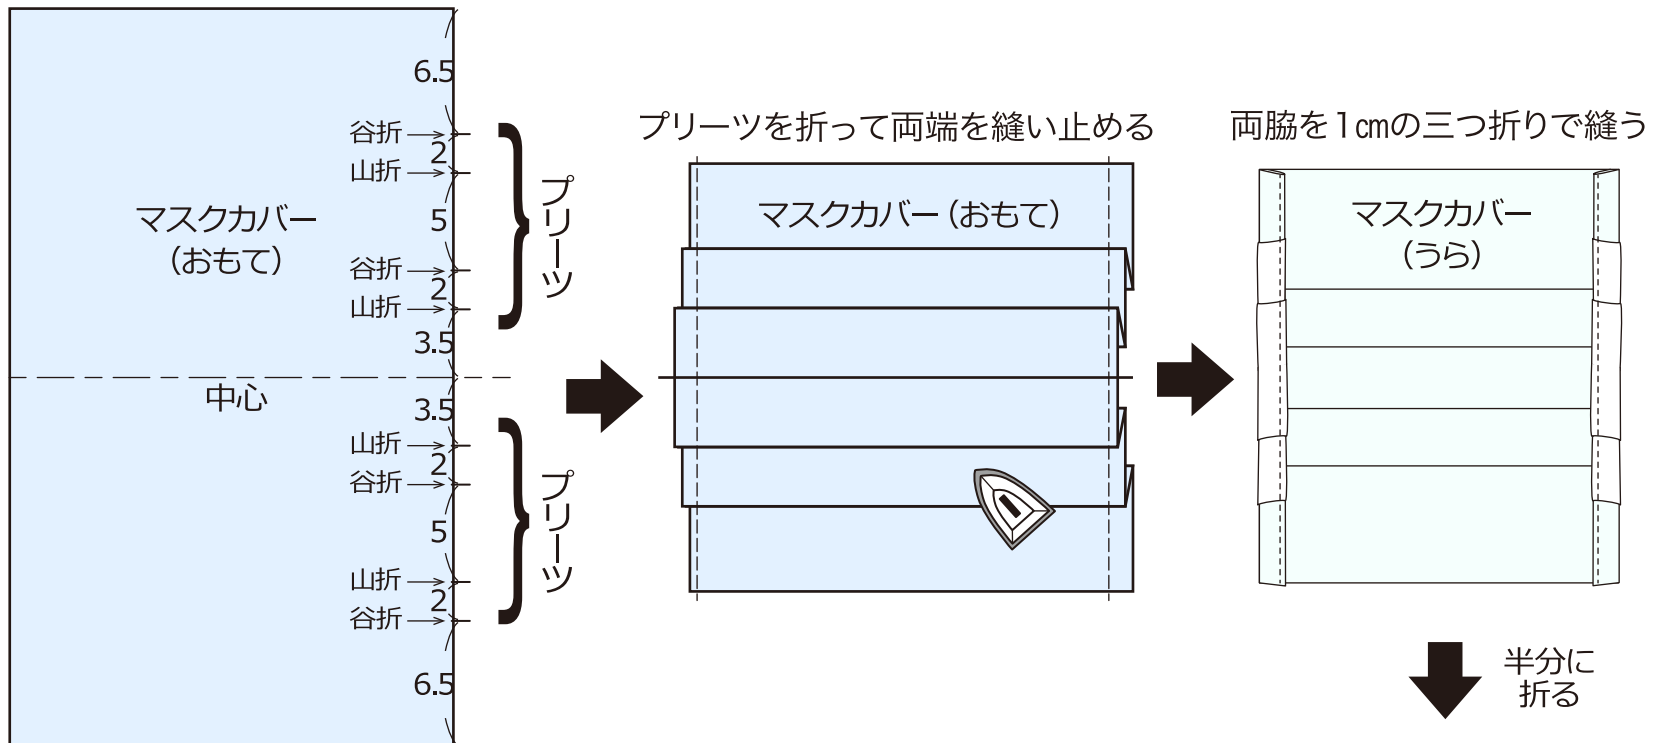 6.5
谷折
2
山折
5
谷折
2
山折
3.5
プリーツ
マスクカバー
(おもて)
中心
3.5
山折
2
谷折
5
山折
2
谷折
6.5
プリーツ
プリーツを折って両端を縫い止める
マスクカバー(おもて)
両脇を1cmの三つ折りで縫う
マスクカバー
(うら)
半分に
折る